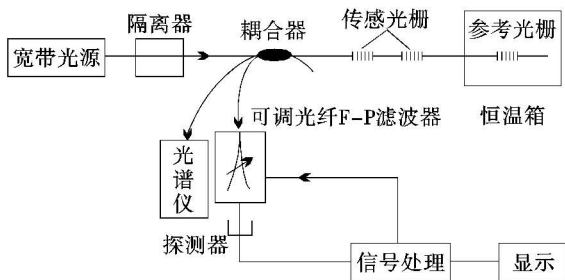 宽带光源
隔离器
耦合器
传感光栅
参考光栅
恒温箱
可调光纤F-P滤波器
光谱仪
探测器
信号处理
显示